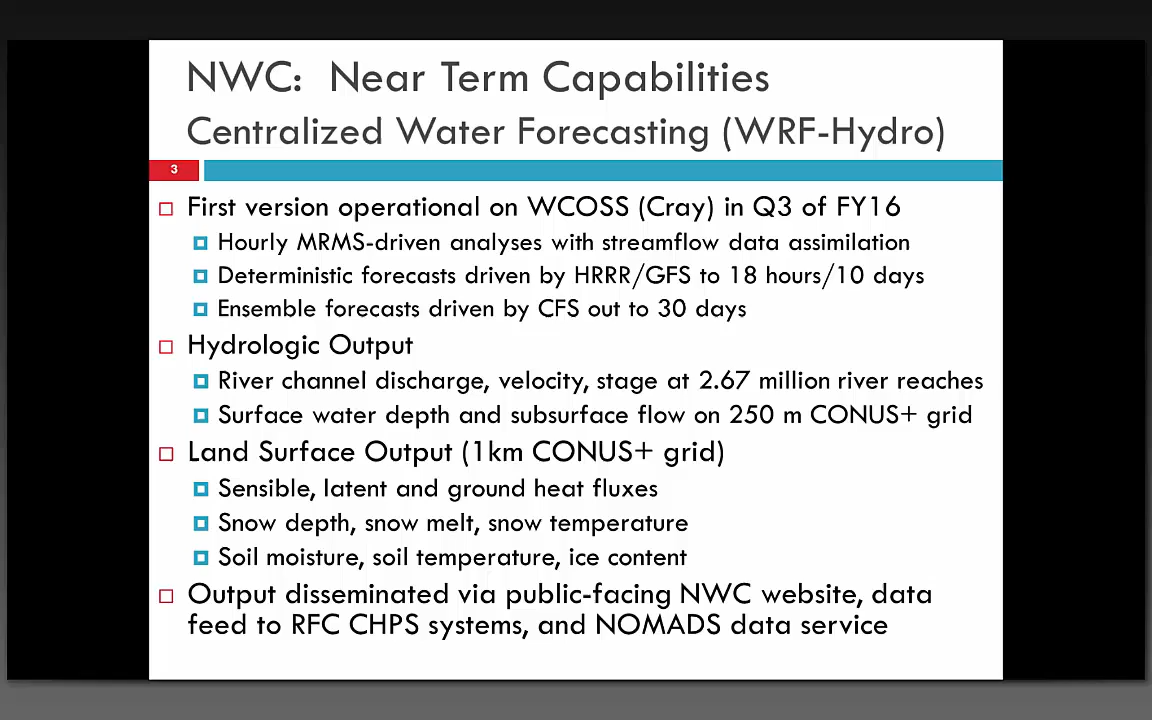 NWC: Near Term Capabilities
Centralized Water Forecasting (WRF-Hydro)
3
First version operational on WCOSS (Cray) in Q3 of FY16
Hourly MRMS-driven analyses with streamflow data assimilation
Deterministic forecasts driven by HRRR/GFS to 18 hours/10 days
Ensemble forecasts driven by CFS out to 30 days
Hydrologic Output
River channel discharge, velocity, stage at 2.67 million river reaches
Surface water depth and subsurface flow on 250 m CONUS+ grid
Land Surface Output (1km CONUS+ grid)
Sensible, latent and ground heat fluxes
Snow depth, snow melt, snow temperature
Soil moisture, soil temperature, ice content
Output disseminated via public-facing NWC website, data
feed to RFC CHPS systems, and NOMADS data service